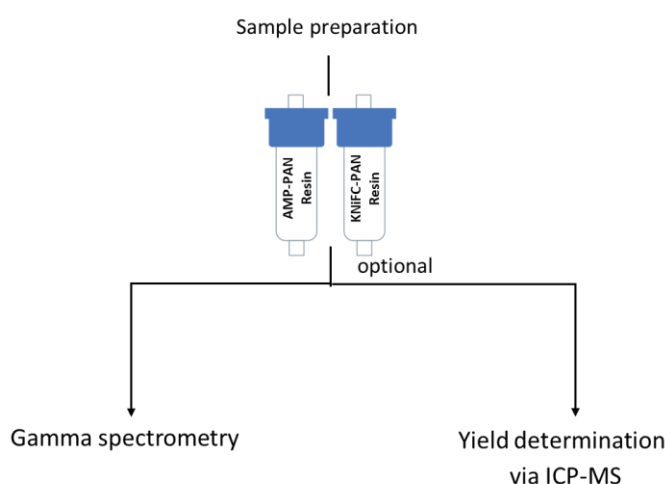 Sample preparation
AMP-PAN
Resin
KNiFC-PAN
Resin
optional
Gamma spectrometry
Yield determination
via ICP-MS